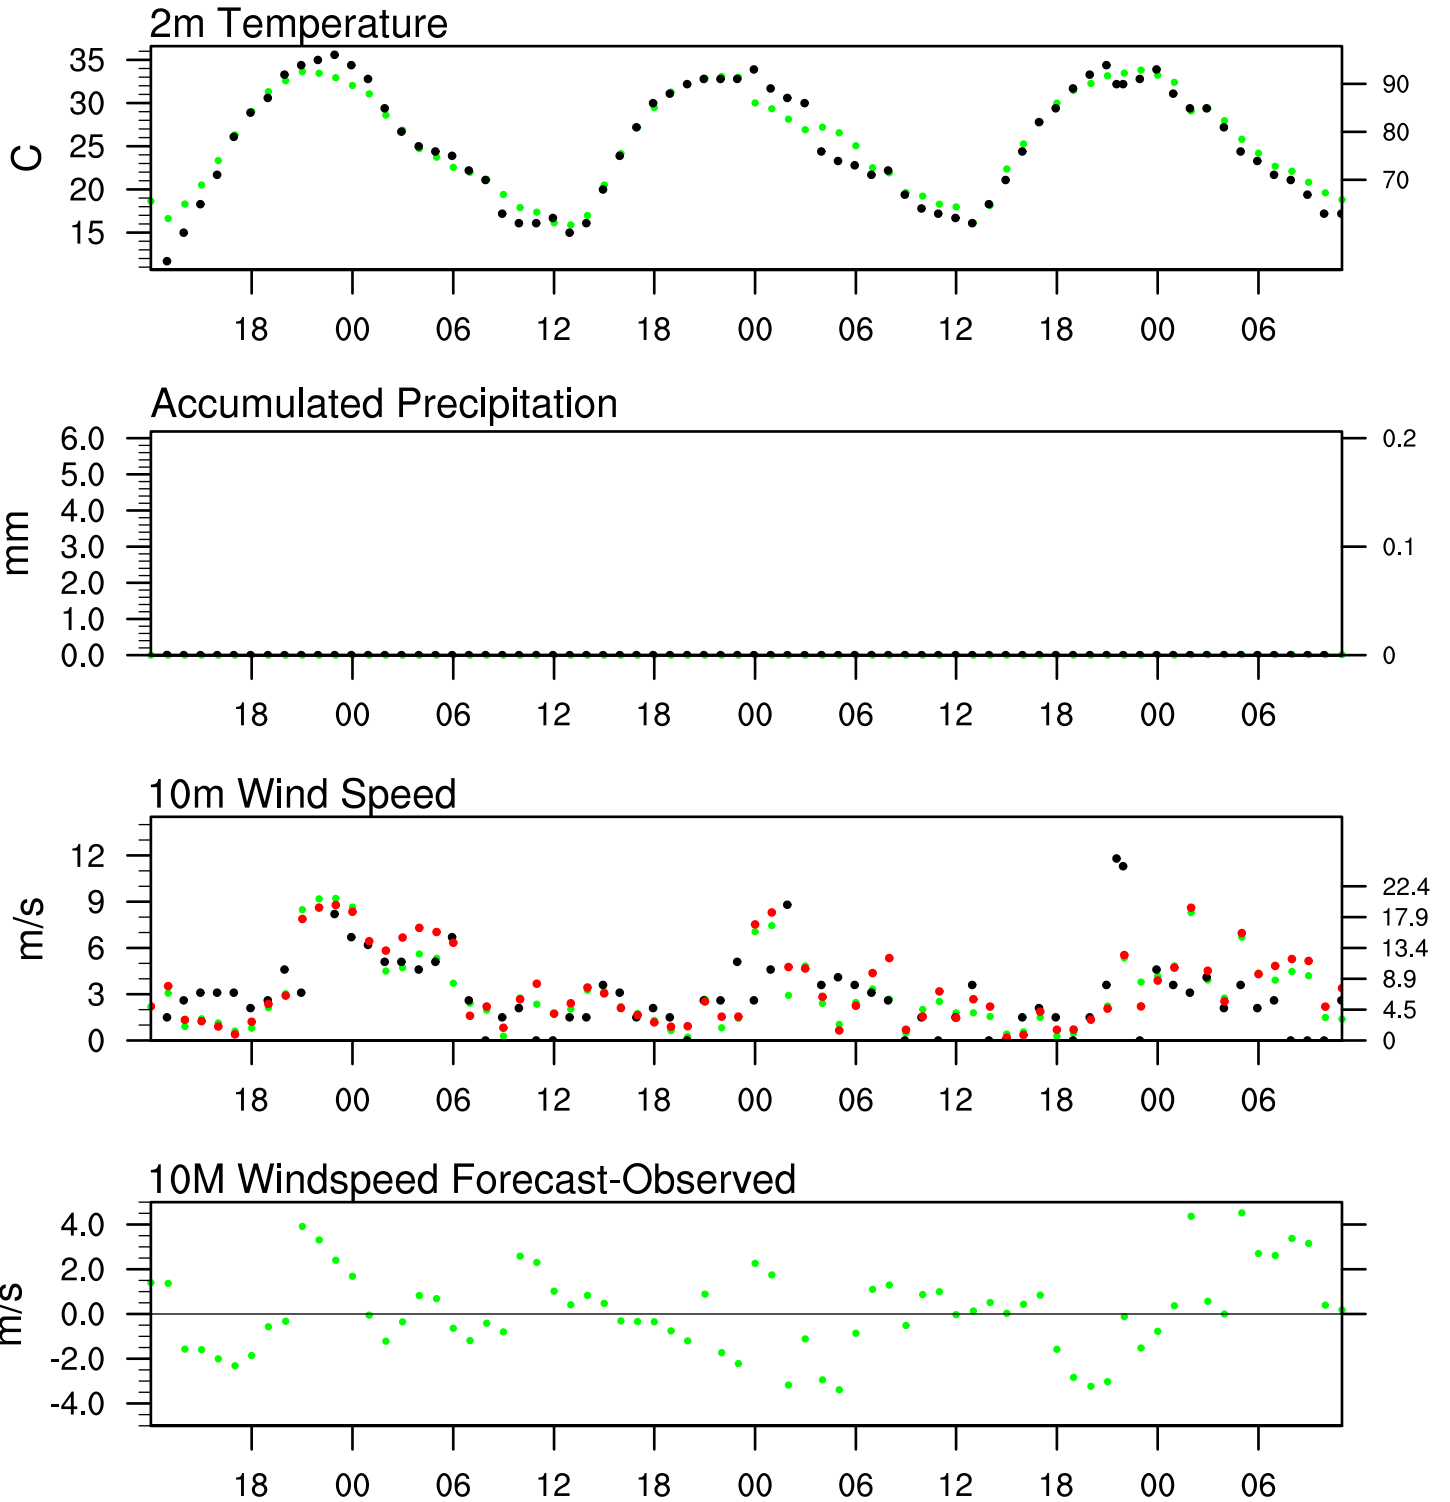 2m Temperature
35
30
25
20
15
C
90
80
70
18 00 06 12 18 00 06 12 18 00 06
Accumulated Precipitation
6.0
5.0
4.0
3.0
2.0
1.0
0.0
mm
0.2
0.1
0
18 00 06 12 18 00 06 12 18 00 06
10m Wind Speed
12
9
6
3
0
m/s
22.4
17.9
13.4
8.9
4.5
0
18 00 06 12 18 00 06 12 18 00 06
10M Windspeed Forecast-Observed
4.0
2.0
0.0
-2.0
-4.0
m/s
18 00 06 12 18 00 06 12 18 00 06